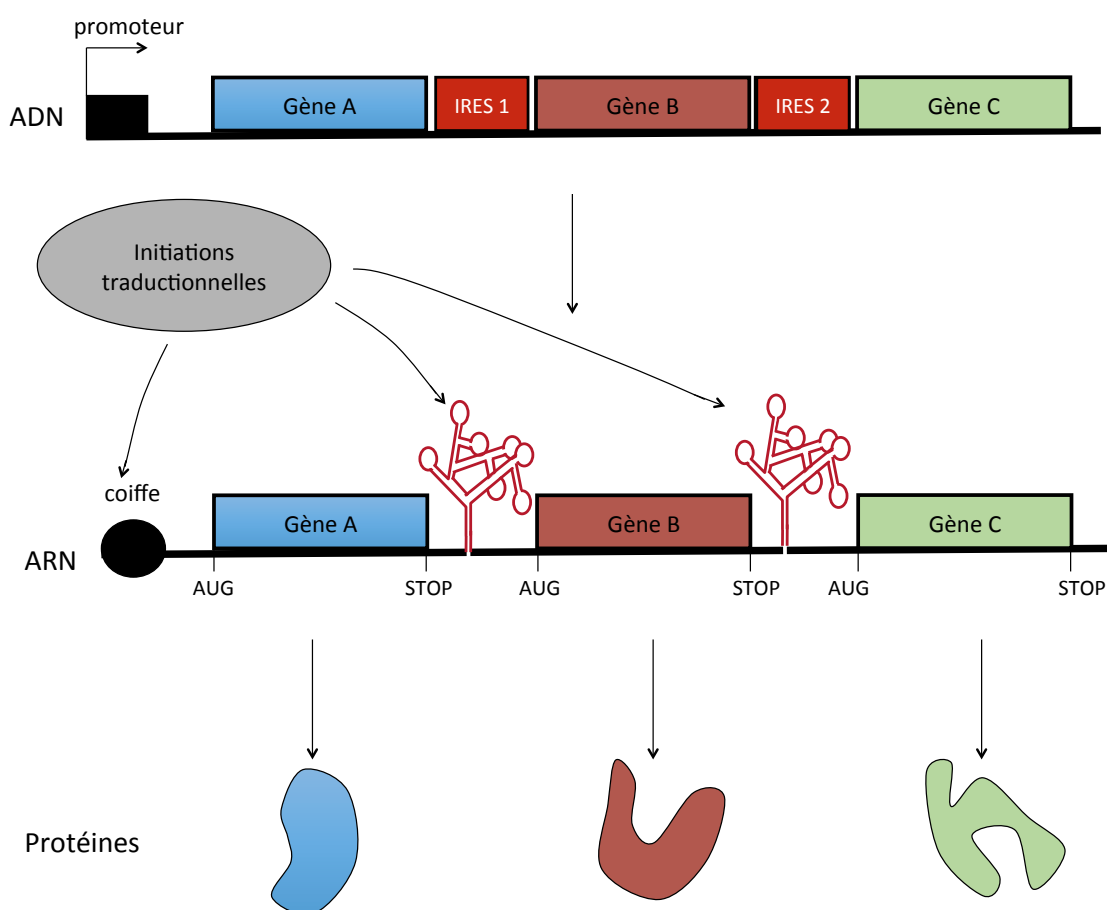 promoteur
ADN
Gène A
IRES 1
Gène B
IRES 2
Gène C
Initiations
traductionnelles
coiffe
ARN
Gène A
Gène B
Gène C
AUG
STOP
AUG
STOP
AUG
STOP
Protéines